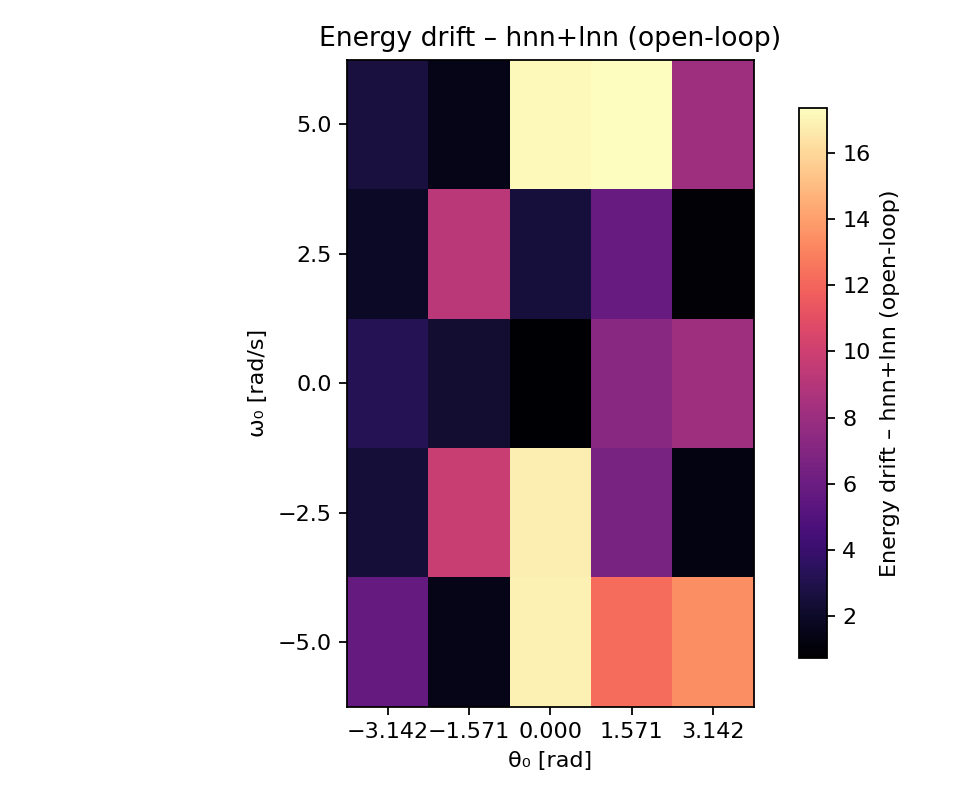 Energy drift – hnn+lnn (open-loop)
5.0
2.5
0.0
−2.5
−5.0
ω₀ [rad/s]
−3.142 −1.571 0.000 1.571 3.142
θ₀ [rad]
16
14
12
10
8
6
4
2
Energy drift – hnn+lnn (open-loop)